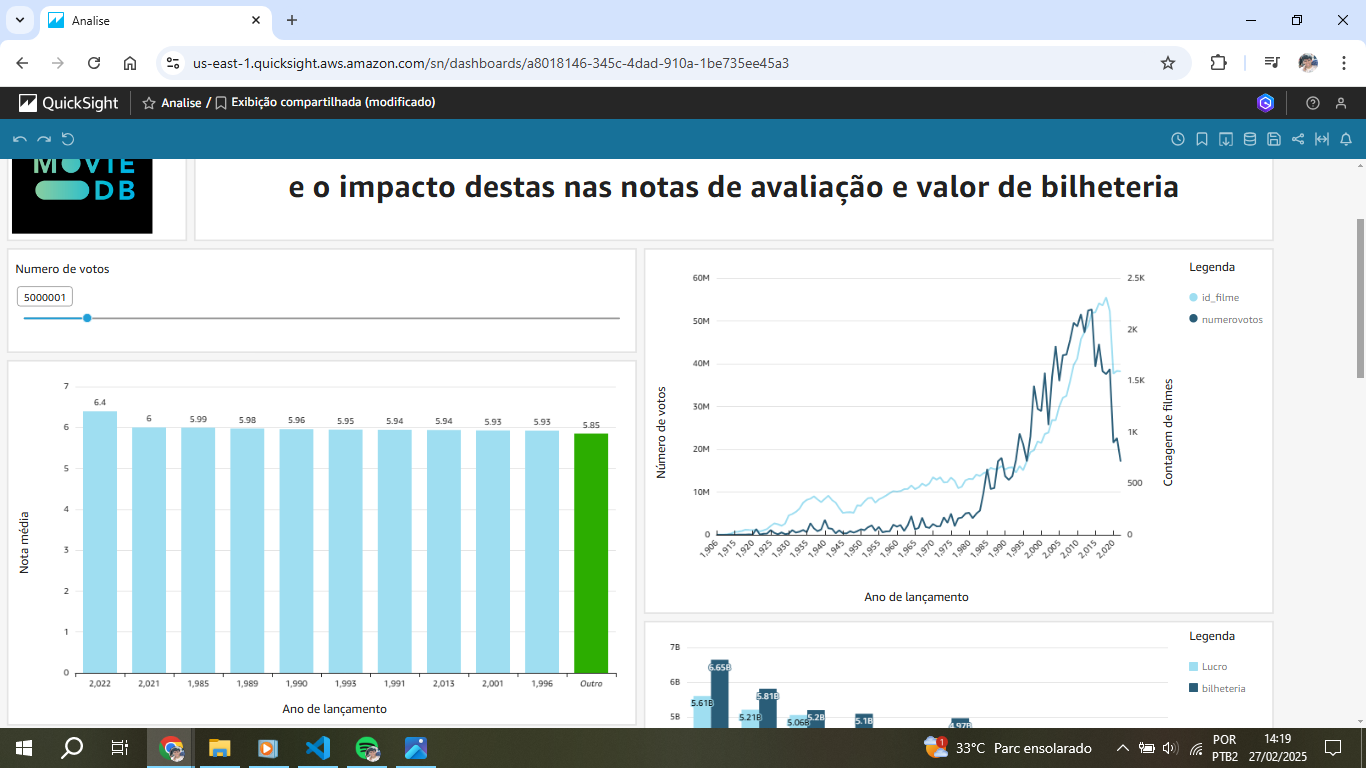 Analise
us-east-1.quicksight.aws.amazon.com/sn/dashboards/a8018146-345c-4dad-910a-1be735ee45a3
QuickSight
Analise / Exibição compartilhada (modificado)
MOVIE
DB
e o impacto destas nas notas de avaliação e valor de bilheteria
Numero de votos
5000001
Nota média
7
6
5
4
3
2
1
0
6.4
6
5.99
5.98
5.96
5.95
5.94
5.94
5.93
5.93
5.85
2,022
2,021
1,985
1,989
1,990
1,993
1,991
2,013
2,001
1,996
Outro
Ano de lançamento
Número de votos
60M
50M
40M
30M
20M
10M
0
2.5K
2K
1.5K
1K
500
0
Contagem de filmes
1,906
1,915
1,920
1,925
1,930
1,935
1,940
1,945
1,950
1,955
1,960
1,965
1,970
1,975
1,980
1,985
1,990
1,995
2,000
2,005
2,010
2,015
2,020
Ano de lançamento
Legenda
id_filme
numerovotos
7B
6B
5B
5.61B
6.65B
5.21B
5.81B
5.06B
5.2B
5.1B
4.97B
Legenda
Lucro
bilheteria
1
33°C Parc ensolarado
POR
PTB2
14:19
27/02/2025